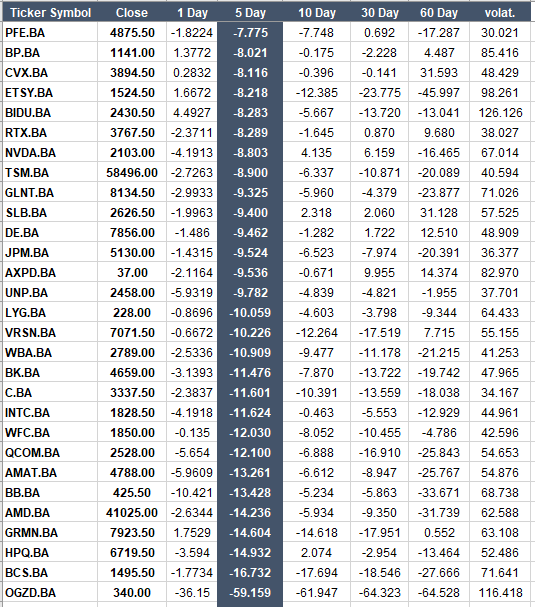 Ticker Symbol Close 1 Day 5 Day 10 Day 30 Day 60 Day volat.
PFE.BA 4875.50 -1.8224 -7.775 -7.748 0.692 -17.287 30.021
BP.BA 1141.00 1.3772 -8.021 -0.175 -2.228 4.487 85.416
CVX.BA 3894.50 0.2832 -8.116 -0.396 -0.141 31.593 48.429
ETSY.BA 1524.50 1.6672 -8.218 -12.385 -23.775 -45.997 98.261
BIDU.BA 2430.50 4.4927 -8.283 -5.667 -13.720 -13.041 126.126
RTX.BA 3767.50 -2.3711 -8.289 -1.645 0.870 9.680 38.027
NVDA.BA 2103.00 -4.1913 -8.803 4.135 6.159 -16.465 67.014
TSM.BA 58496.00 -2.7263 -8.900 -6.337 -10.871 -20.089 40.594
GLNT.BA 8134.50 -2.9933 -9.325 -5.960 -4.379 -23.877 71.026
SLB.BA 2626.50 -1.9963 -9.400 2.318 2.060 31.128 57.525
DE.BA 7856.00 -1.486 -9.462 -1.282 1.722 12.510 48.909
JPM.BA 5130.00 -1.4315 -9.524 -6.523 -7.974 -20.391 36.377
AXPD.BA 37.00 -2.1164 -9.536 -0.671 9.955 14.374 82.970
UNP.BA 2458.00 -5.9319 -9.782 -4.839 -4.821 -1.955 37.701
LYG.BA 228.00 -0.8696 -10.059 -4.603 -3.798 -9.344 64.433
VRSN.BA 7071.50 -0.6672 -10.226 -12.264 -17.519 7.715 55.155
WBA.BA 2789.00 -2.5336 -10.909 -9.477 -11.178 -21.215 41.253
BK.BA 4659.00 -3.1393 -11.476 -7.870 -13.722 -19.742 47.965
C.BA 3337.50 -2.3837 -11.601 -10.391 -13.559 -18.038 34.167
INTC.BA 1828.50 -4.1918 -11.624 -0.463 -5.553 -12.929 44.961
WFC.BA 1850.00 -0.135 -12.030 -8.052 -10.455 -4.786 42.596
QCOM.BA 2528.00 -5.654 -12.100 -6.888 -16.910 -25.843 54.653
AMAT.BA 4788.00 -5.9609 -13.261 -6.612 -8.947 -25.767 54.876
BB.BA 425.50 -10.421 -13.428 -5.234 -5.863 -33.671 68.738
AMD.BA 41025.00 -2.6344 -14.236 -5.934 -9.350 -31.739 62.588
GRMN.BA 7923.50 1.7529 -14.604 -14.618 -17.951 0.552 63.108
HPQ.BA 6719.50 -3.594 -14.932 2.074 -2.954 -13.464 52.486
BCS.BA 1495.50 -1.7734 -16.732 -17.694 -18.546 -27.666 71.641
OGZD.BA 340.00 -36.15 -59.159 -61.947 -64.323 -64.528 116.418